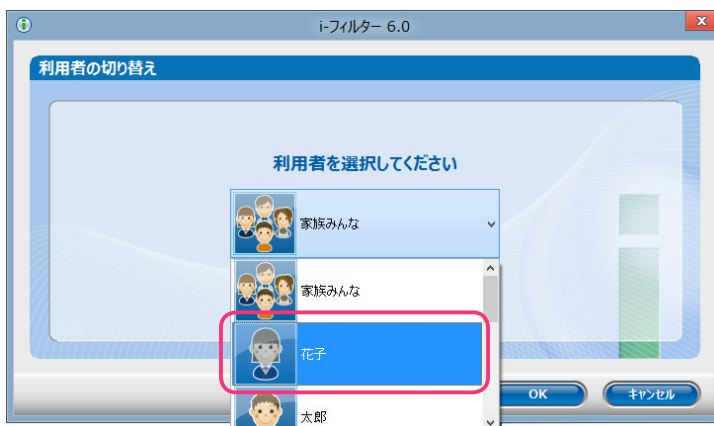 i-フィルター 6.0
利用者の切り替え
利用者を選択してください
家族みんな
家族みんな
花子
太郎
OK
キャンセル